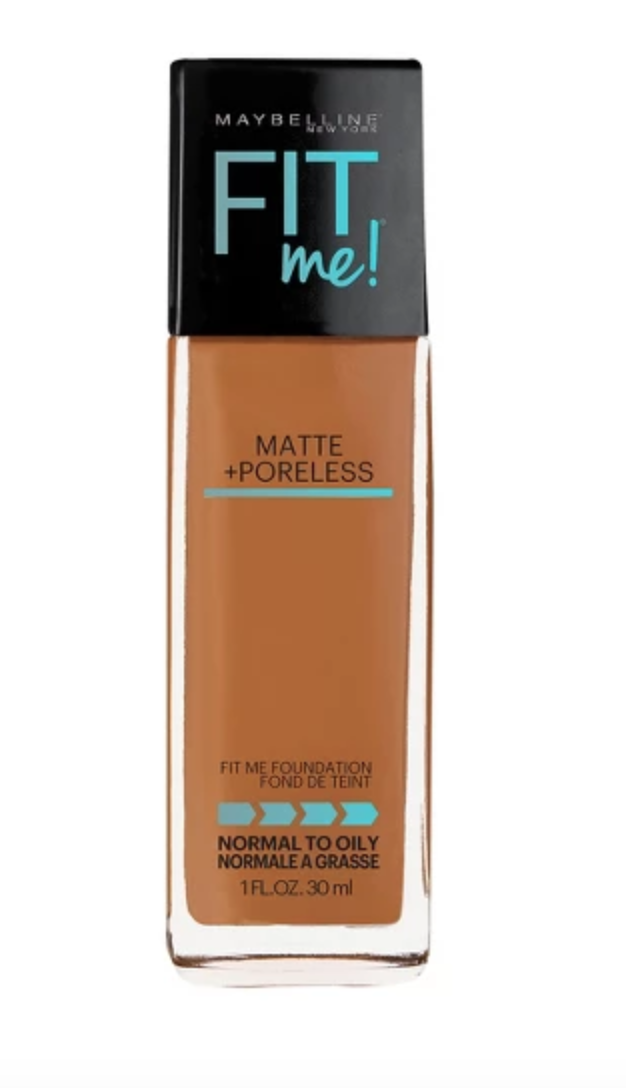 MAYBELLINE
NEW YORK
FIT
me!
MATTE
+PORELESS
FIT ME FOUNDATION
FOND DE TEINT
NORMAL TO OILY
NORMALE A GRASSE
1 FL.OZ. 30 ml